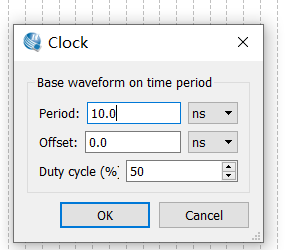 Clock
Base waveform on time period
Period: 10.0 ns
Offset: 0.0 ns
Duty cycle (%) 50
OK Cancel